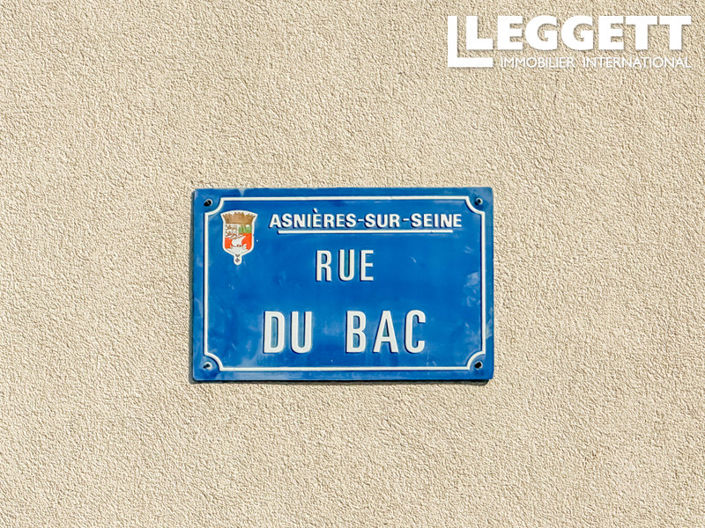 LEGGETT
IMMOBILIER INTERNATIONAL
ASNIÈRES-SUR-SEINE
RUE
DU BAC